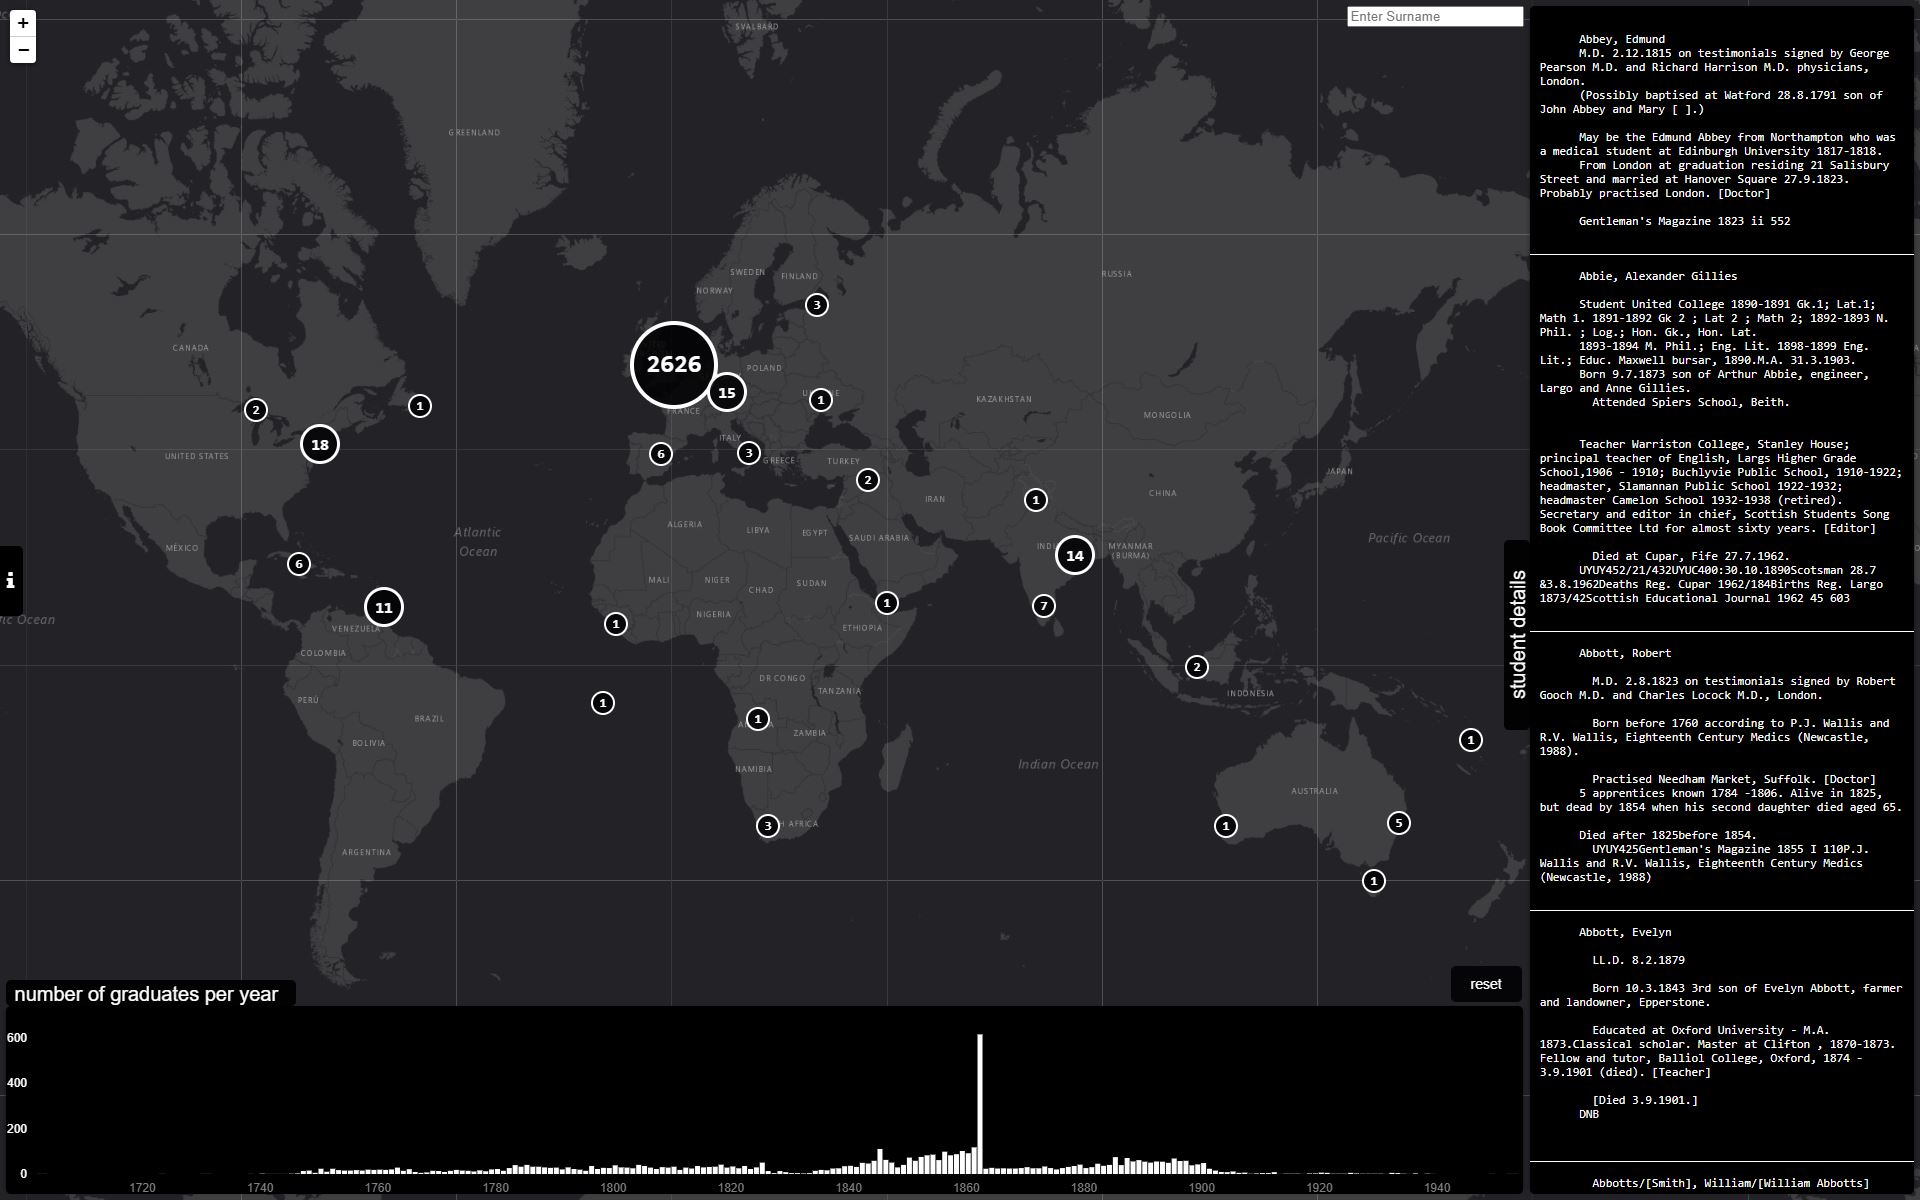 +
−
Enter Surname
SVALBARD
GREENLAND
SWEDEN
FINLAND
NORWAY
RUSSIA
3
CANADA
2626
POLAND
15
1
FRANCE
KAZAKHSTAN
MONGOLIA
2
1
18
UNITED STATES
6
ITALY
3
GREECE
TURKEY
2
IRAN
1
CHINA
JAPAN
Atlantic
Ocean
ALGERIA
LIBYA
EGYPT
SAUDI ARABIA
Pacific Ocean
MÉXICO
14
MYANMAR
(BURMA)
6
MALI
NIGER
CHAD
SUDAN
11
NIGERIA
1
1
ETHIOPIA
7
VENEZUELA
COLOMBIA
i
student details
DR CONGO
TANZANIA
2
INDONESIA
PERÚ
BRAZIL
1
1
ZAMBIA
BOLIVIA
1
NAMIBIA
Indian Ocean
AUSTRALIA
3
H AFRICA
1
5
ARGENTINA
1
reset
number of graduates per year
600
400
200
0
1720 1740 1760 1780 1800 1820 1840 1860 1880 1900 1920 1940
Abbey, Edmund
M.D. 2.12.1815 on testimonials signed by George
Pearson M.D. and Richard Harrison M.D. physicians,
London.
(Possibly baptised at Watford 28.8.1791 son of
John Abbey and Mary [ ].)
May be the Edmund Abbey from Northampton who was
a medical student at Edinburgh University 1817-1818.
From London at graduation residing 21 Salisbury
Street and married at Hanover Square 27.9.1823.
Probably practised London. [Doctor]
Gentleman's Magazine 1823 ii 552
Abbie, Alexander Gillies
Student United College 1890-1891 Gk.1; Lat.1;
Math 1. 1891-1892 Gk 2 ; Lat 2 ; Math 2; 1892-1893 N.
Phil. ; Log.; Hon. Gk., Hon. Lat.
1893-1894 M. Phil.; Eng. Lit. 1898-1899 Eng.
Lit.; Educ. Maxwell bursar, 1890.M.A. 31.3.1903.
Born 9.7.1873 son of Arthur Abbie, engineer,
Largo and Anne Gillies.
Attended Spiers School, Beith.
Teacher Warriston College, Stanley House;
principal teacher of English, Largs Higher Grade
School,1906 - 1910; Buchlyvie Public School, 1910-1922;
headmaster, Slamannan Public School 1922-1932;
headmaster Camelon School 1932-1938 (retired).
Secretary and editor in chief, Scottish Students Song
Book Committee Ltd for almost sixty years. [Editor]
Died at Cupar, Fife 27.7.1962.
UYUY452/21/432UYUC400:30.10.1890Scotsman 28.7
&3.8.1962Deaths Reg. Cupar 1962/184Births Reg. Largo
1873/42Scottish Educational Journal 1962 45 603
Abbott, Robert
M.D. 2.8.1823 on testimonials signed by Robert
Gooch M.D. and Charles Locock M.D., London.
Born before 1760 according to P.J. Wallis and
R.V. Wallis, Eighteenth Century Medics (Newcastle,
1988).
Practised Needham Market, Suffolk. [Doctor]
5 apprentices known 1784 -1806. Alive in 1825,
but dead by 1854 when his second daughter died aged 65.
Died after 1825before 1854.
UYUY425Gentleman's Magazine 1855 I 110P.J.
Wallis and R.V. Wallis, Eighteenth Century Medics
(Newcastle, 1988)
Abbott, Evelyn
LL.D. 8.2.1879
Born 10.3.1843 3rd son of Evelyn Abbott, farmer
and landowner, Epperstone.
Educated at Oxford University - M.A.
1873.Classical scholar. Master at Clifton , 1870-1873.
Fellow and tutor, Balliol College, Oxford, 1874 -
3.9.1901 (died). [Teacher]
[Died 3.9.1901.]
DNB
Abbotts/[Smith], William/[William Abbotts]